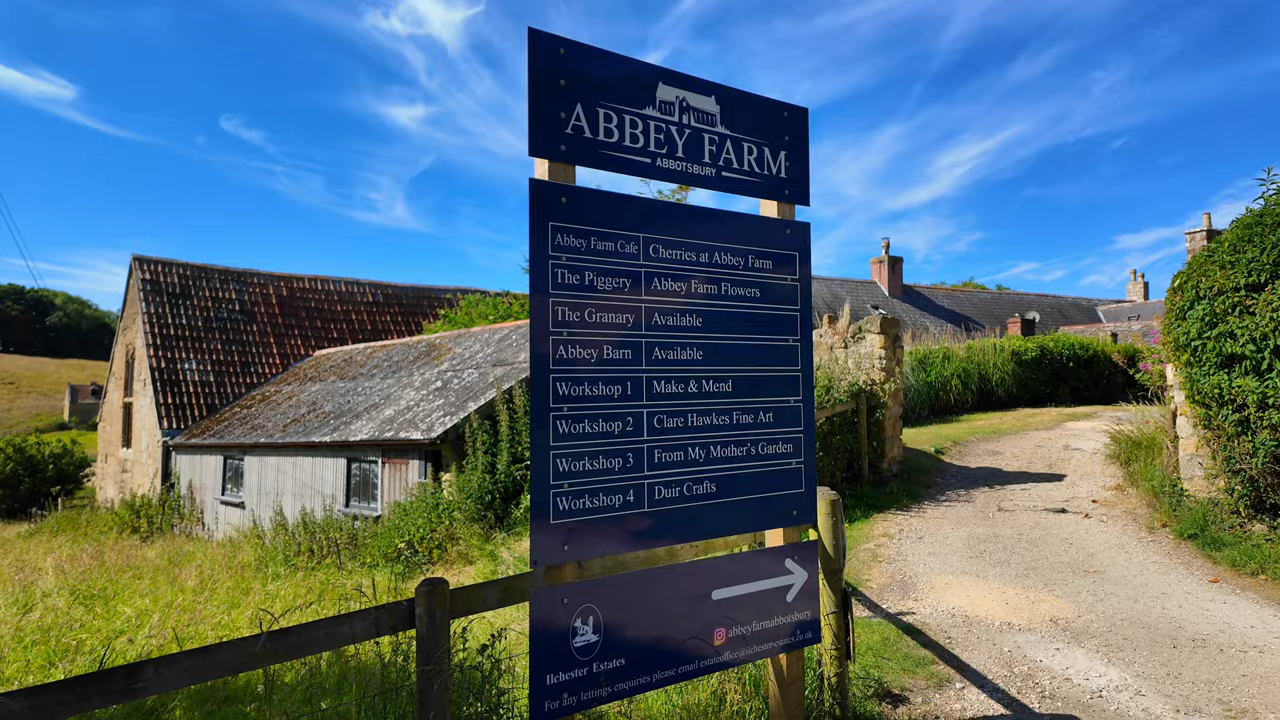 ABBEY FARM
ABBOTSBURY
Abbey Farm Cafe Cherries at Abbey Farm
The Piggery Abbey Farm Flowers
The Granary Available
Abbey Barn Available
Workshop 1 Make & Mend
Workshop 2 Clare Hawkes Fine Art
Workshop 3 From My Mother's Garden
Workshop 4 Duir Crafts
abbeyfarmabbotsbury
Ilchester Estates
For any lettings enquiries please email estateoffice@ilchester-estates.co.uk